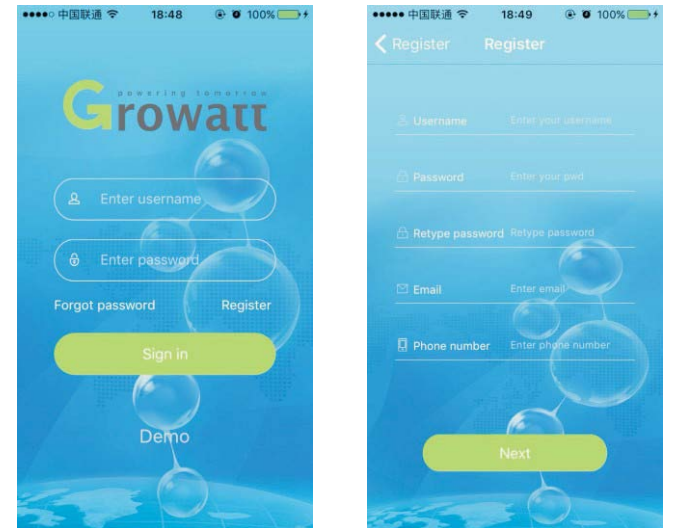 中国联通 18:48 100%
powering tomorrow
Growatt
Enter username
Enter password
Forgot password Register
Sign in
Demo
中国联通 18:49 100%
Register Register
Username Enter your username
Password Enter your pwd
Retype password Retype password
Email Enter email
Phone number Enter phone number
Next